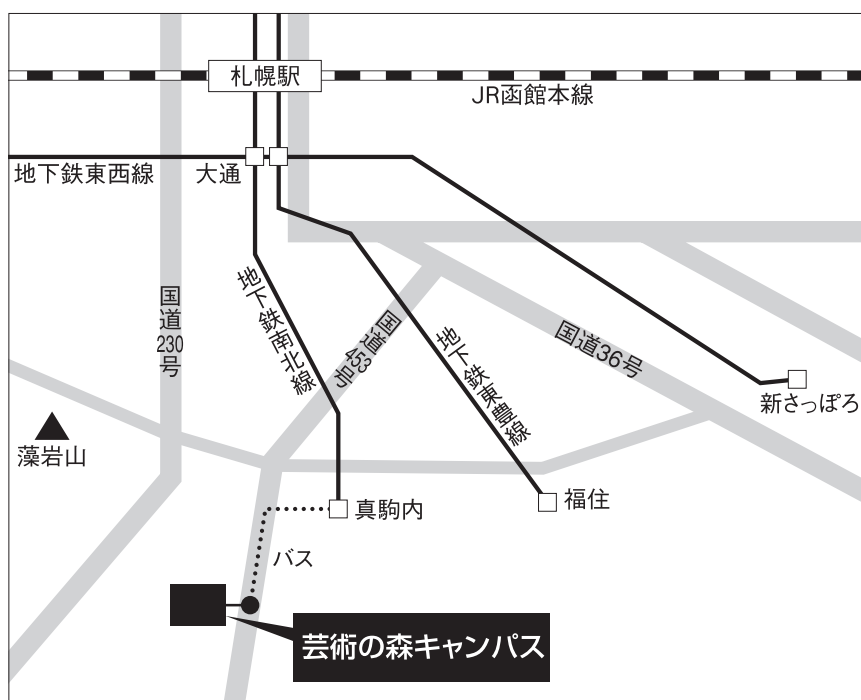 札幌駅
JR函館本線
地下鉄東西線
大通
国道230号
地下鉄南北線
国道453号
地下鉄東豊線
国道36号
新さっぽろ
藻岩山
真駒内
福住
バス
芸術の森キャンパス